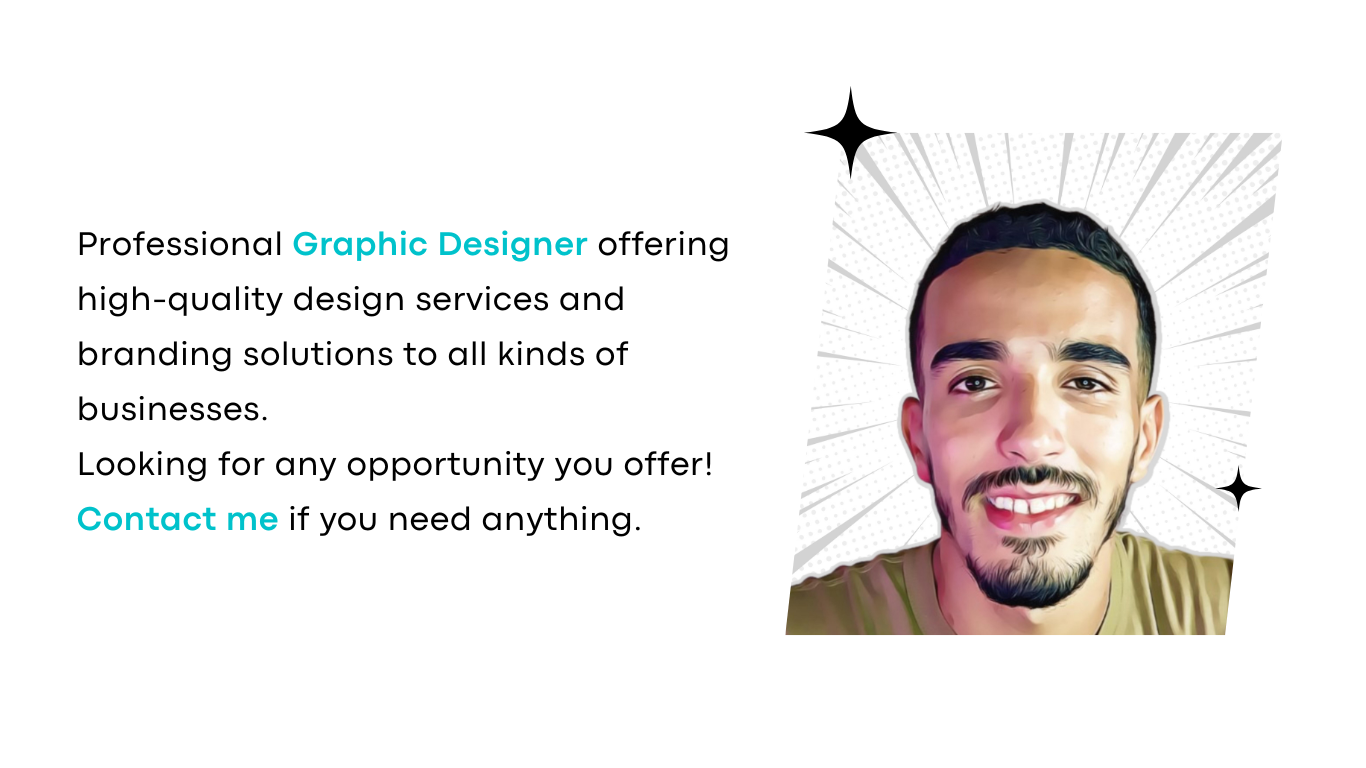 Professional Graphic Designer offering
high-quality design services and
branding solutions to all kinds of
businesses.
Looking for any opportunity you offer!
Contact me if you need anything.